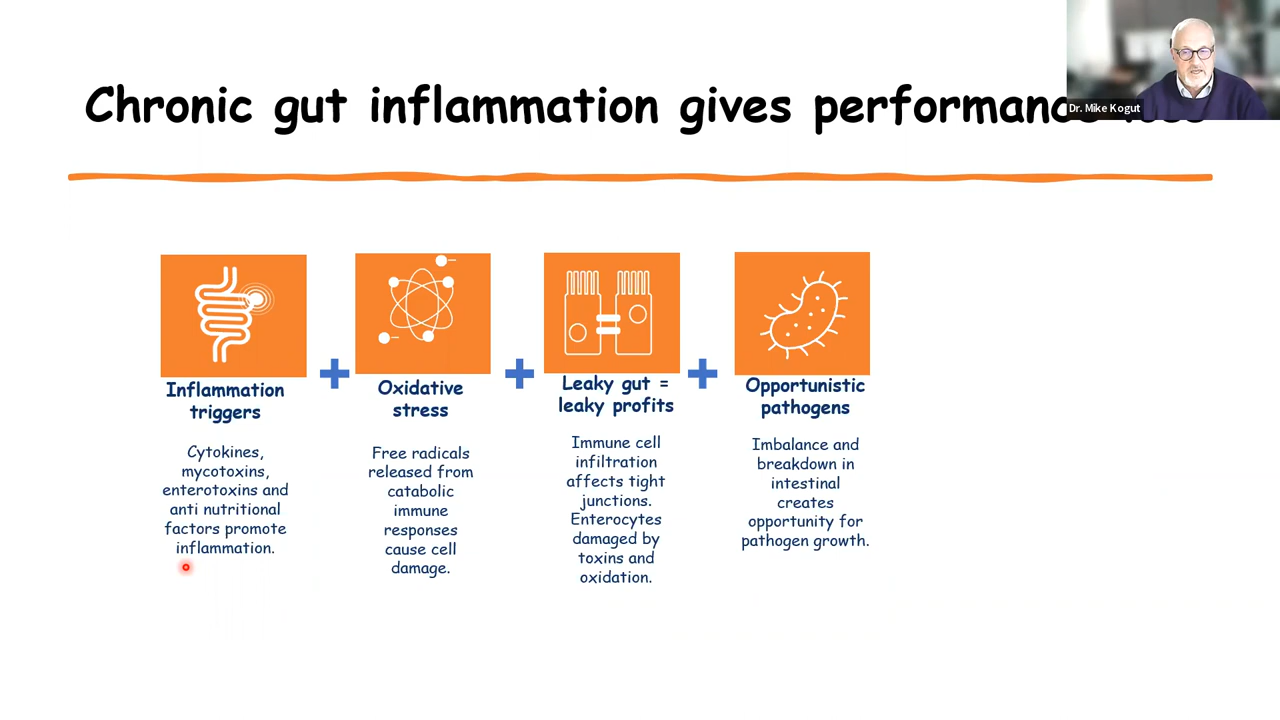 Chronic gut inflammation gives performance
Dr. Mike Kogut
Inflammation
triggers
Cytokines,
mycotoxins,
enterotoxins and
anti nutritional
factors promote
inflammation.
Oxidative
stress
Free radicals
released from
catabolic
immune
responses
cause cell
damage.
Leaky gut =
leaky profits
Immune cell
infiltration
affects tight
junctions.
Enterocytes
damaged by
toxins and
oxidation.
Opportunistic
pathogens
Imbalance and
breakdown in
intestinal
creates
opportunity for
pathogen growth.